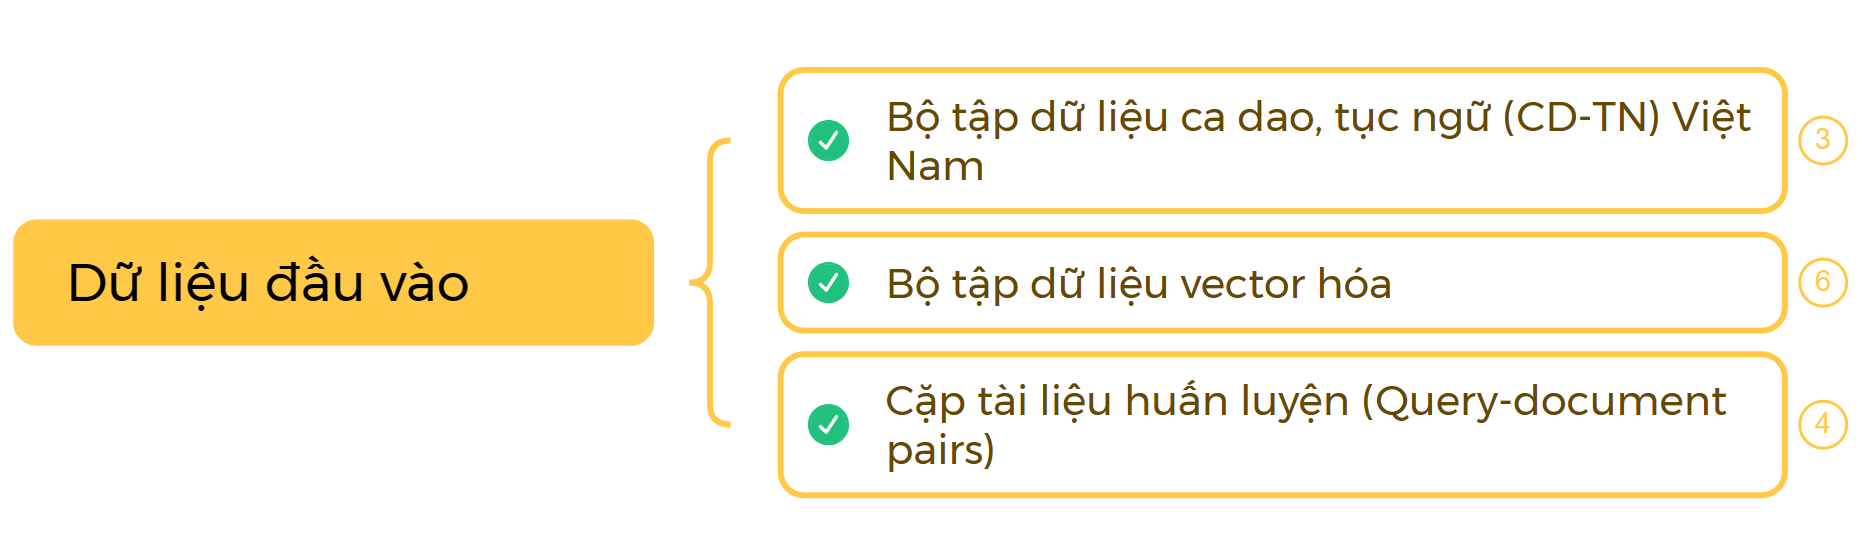 Dữ liệu đầu vào
Bộ tập dữ liệu ca dao, tục ngữ (CD-TN) Việt
Nam
3
Bộ tập dữ liệu vector hóa
6
Cặp tài liệu huấn luyện (Query-document
pairs)
4